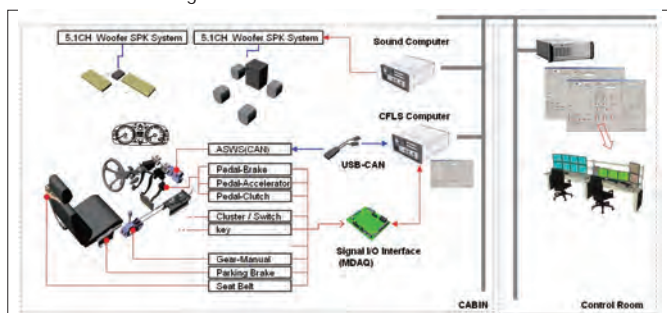 5.1CH Woofer SPK System
5.1CH Woofer SPK System
Sound Computer
CFLS Computer
ASWS(CAN)
USB-CAN
Pedal-Brake
Pedal-Accelerator
Pedal-Clutch
Cluster / Switch
key
Signal I/O Interface
(MDAQ)
Gear-Manual
Parking Brake
Seat Belt
CABIN
Control Room